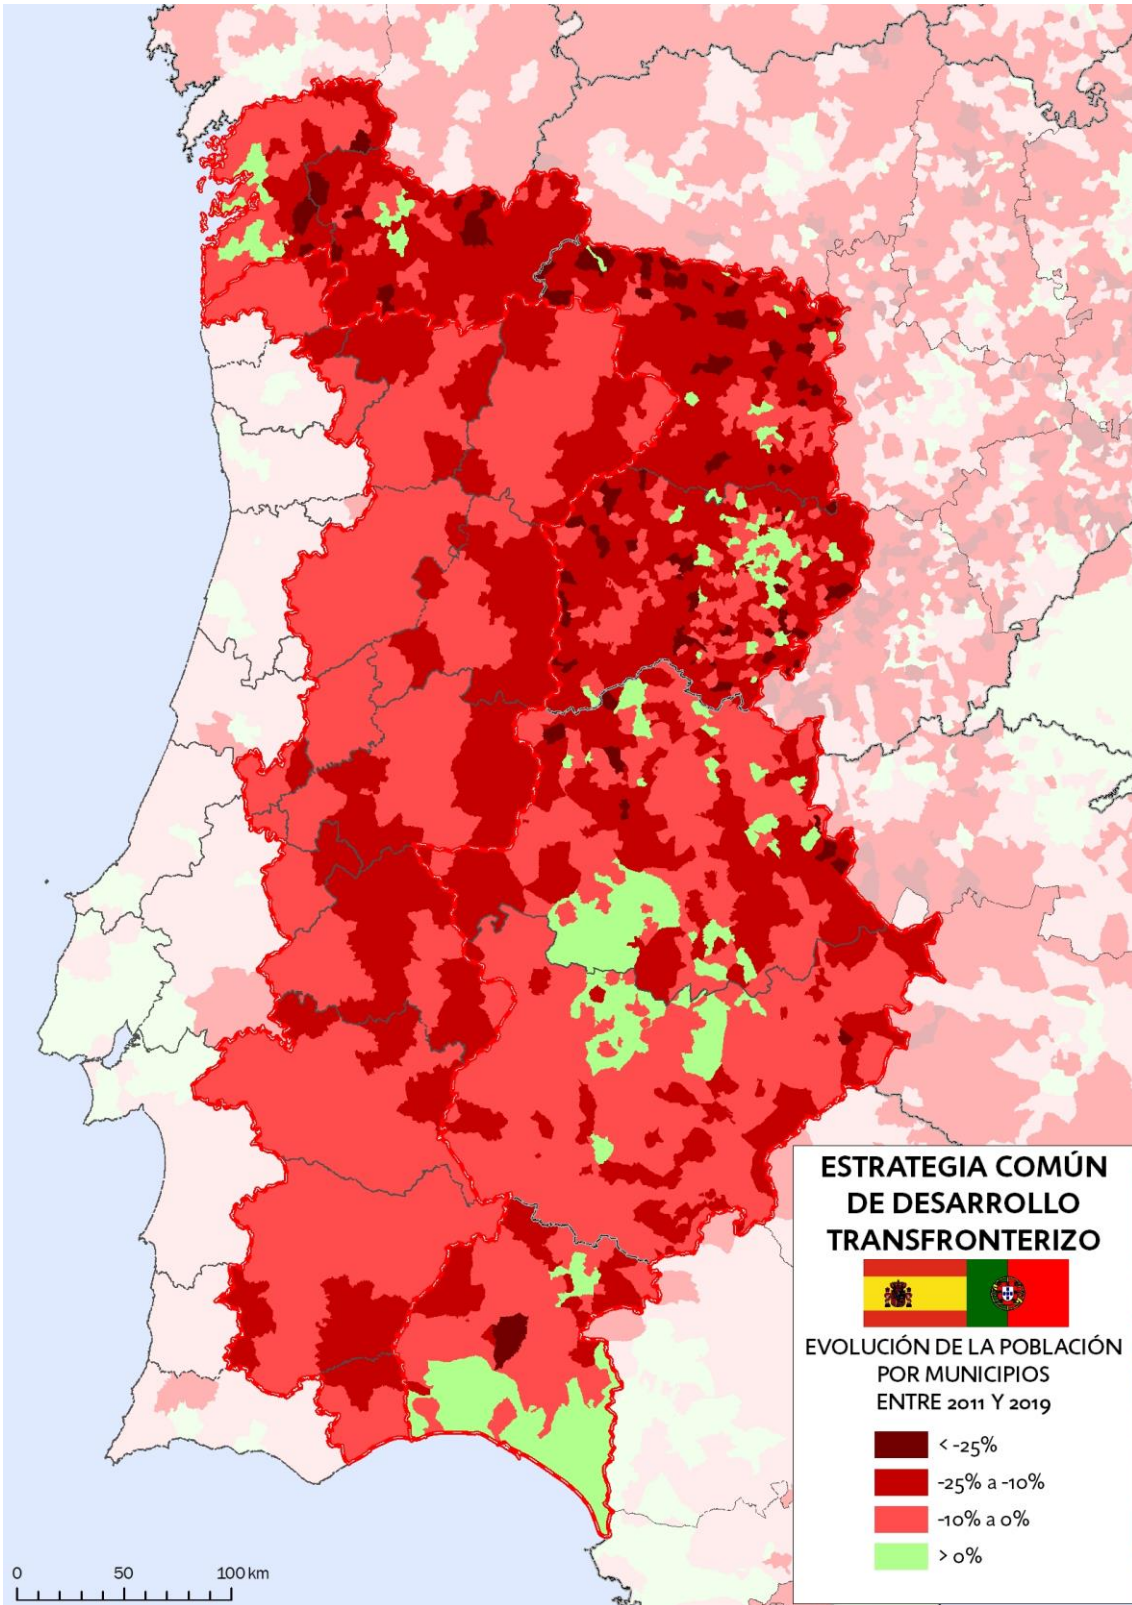 ESTRATEGIA COMÚN
DE DESARROLLO
TRANSFRONTERIZO
EVOLUCIÓN DE LA POBLACIÓN
POR MUNICIPIOS
ENTRE 2011 Y 2019
< -25%
-25% a -10%
-10% a 0%
> 0%
0 50 100 km